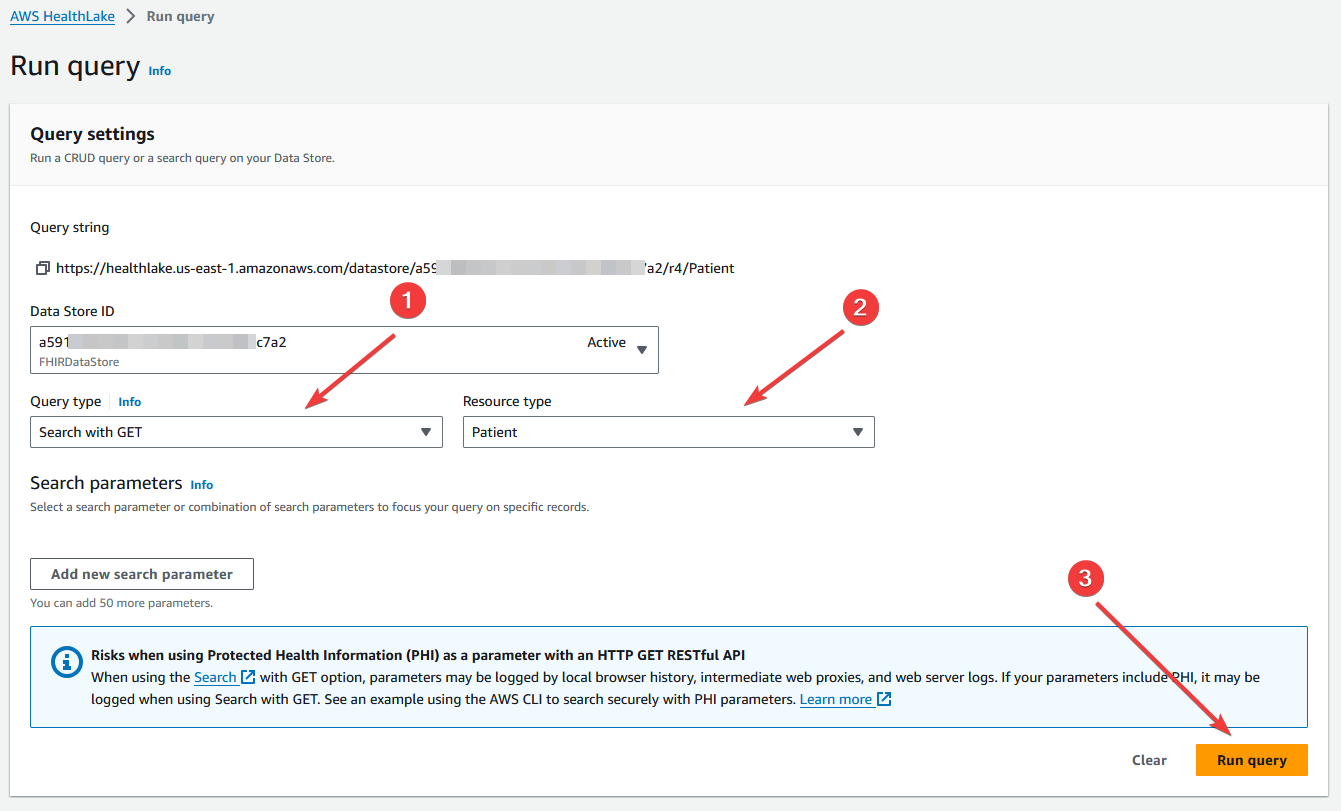 AWS HealthLake > Run query
Run query Info
Query settings
Run a CRUD query or a search query on your Data Store.
Query string
https://healthlake.us-east-1.amazonaws.com/datastore/a59 a2/r4/Patient
1
2
Data Store ID
a591 c7a2 Active
FHIRDataStore
Query type Info Resource type
Search with GET Patient
Search parameters Info
Select a search parameter or combination of search parameters to focus your query on specific records.
Add new search parameter
3
You can add 50 more parameters.
Risks when using Protected Health Information (PHI) as a parameter with an HTTP GET RESTful API
When using the Search with GET option, parameters may be logged by local browser history, intermediate web proxies, and web server logs. If your parameters include PHI, it may be
logged when using Search with GET. See an example using the AWS CLI to search securely with PHI parameters. Learn more
Clear Run query